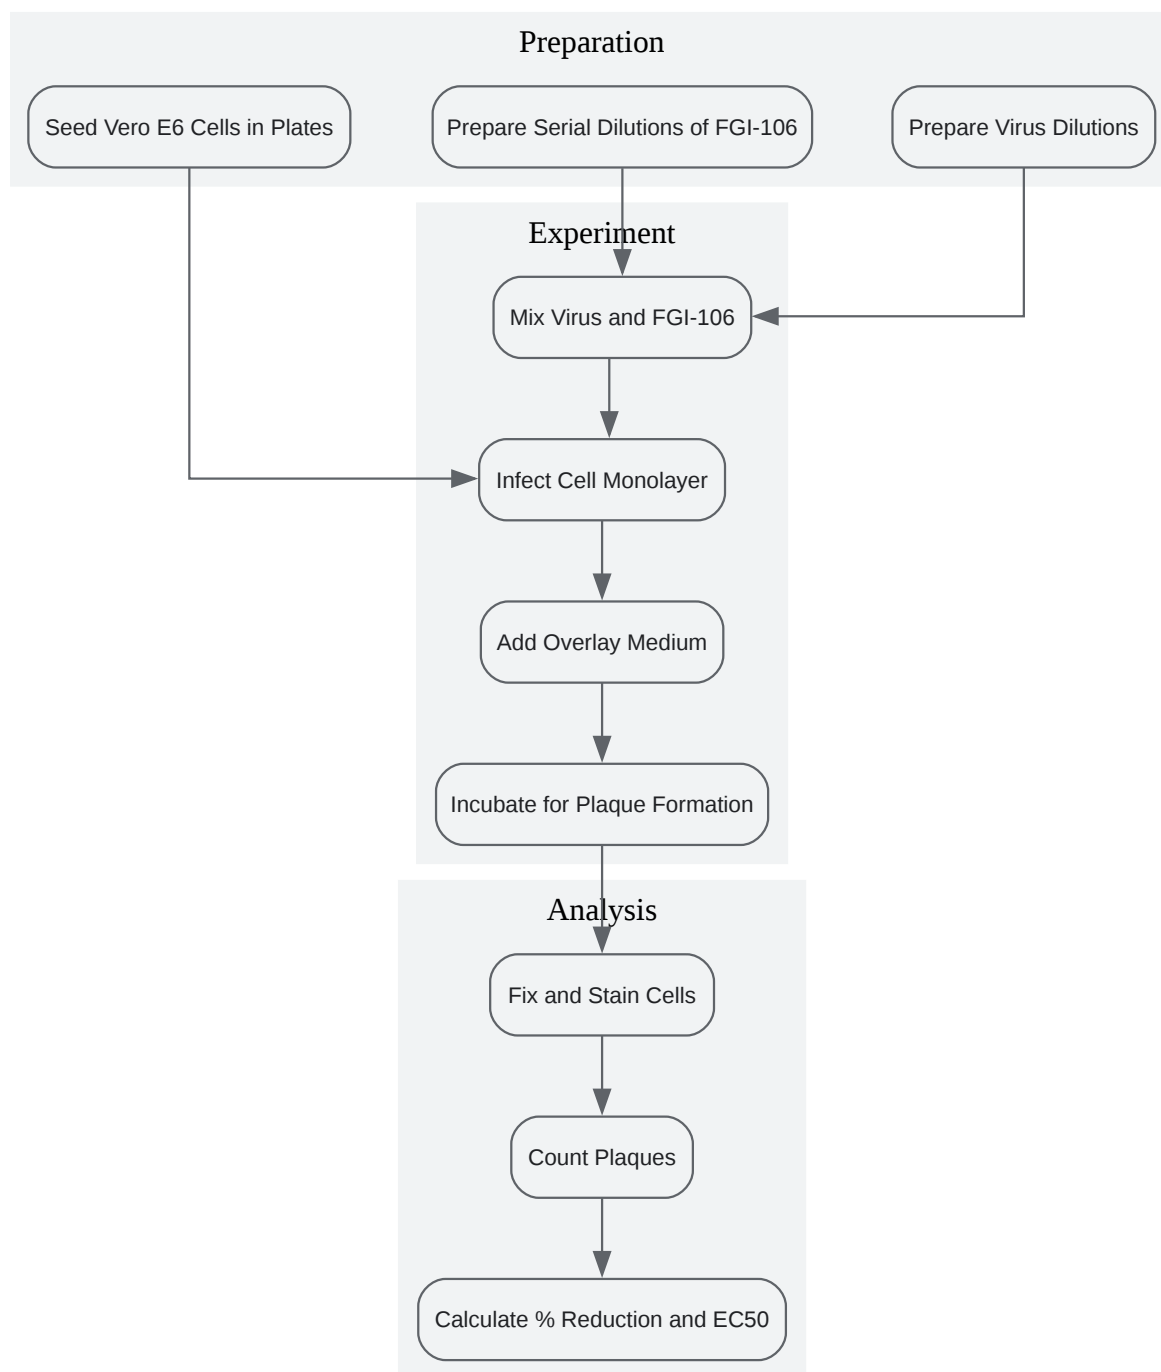 Preparation
Seed Vero E6 Cells in Plates
Prepare Serial Dilutions of FGI-106
Prepare Virus Dilutions
Experiment
Mix Virus and FGI-106
Infect Cell Monolayer
Add Overlay Medium
Incubate for Plaque Formation
Analysis
Fix and Stain Cells
Count Plaques
Calculate % Reduction and EC50